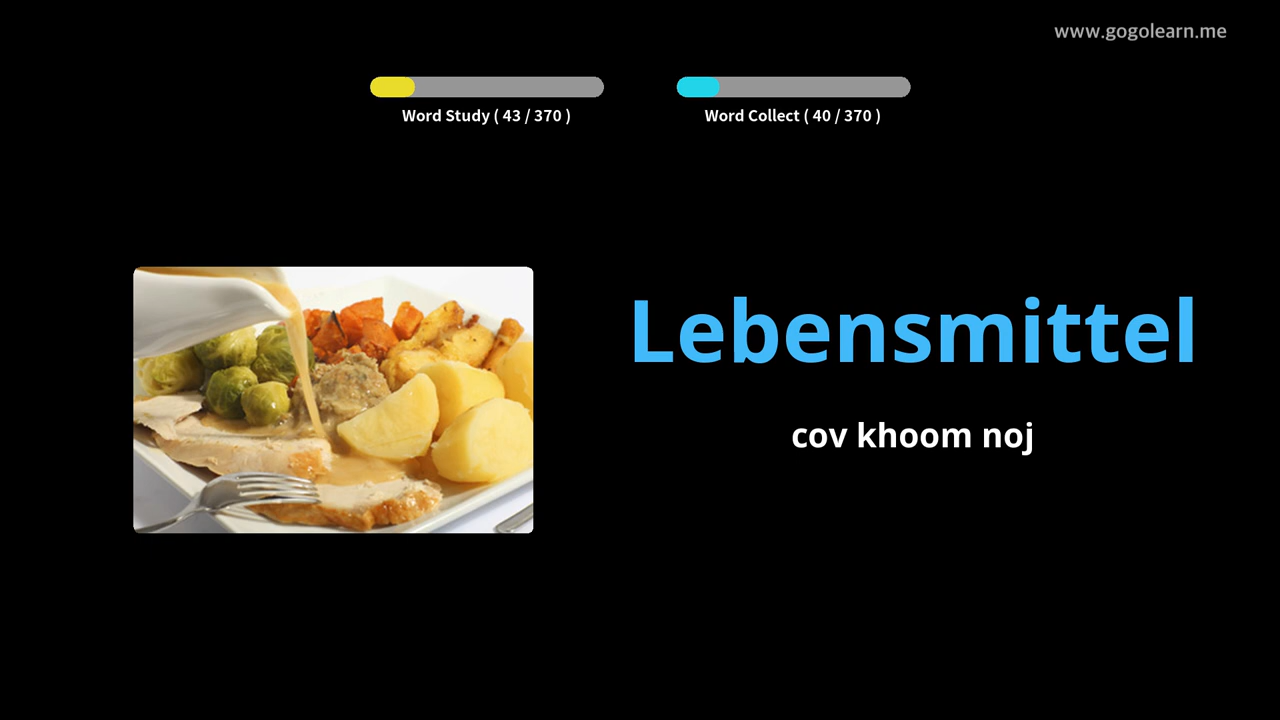 www.gogolearn.me
Word Study ( 43 / 370 )
Word Collect ( 40 / 370 )
Lebensmittel
cov khoom noj